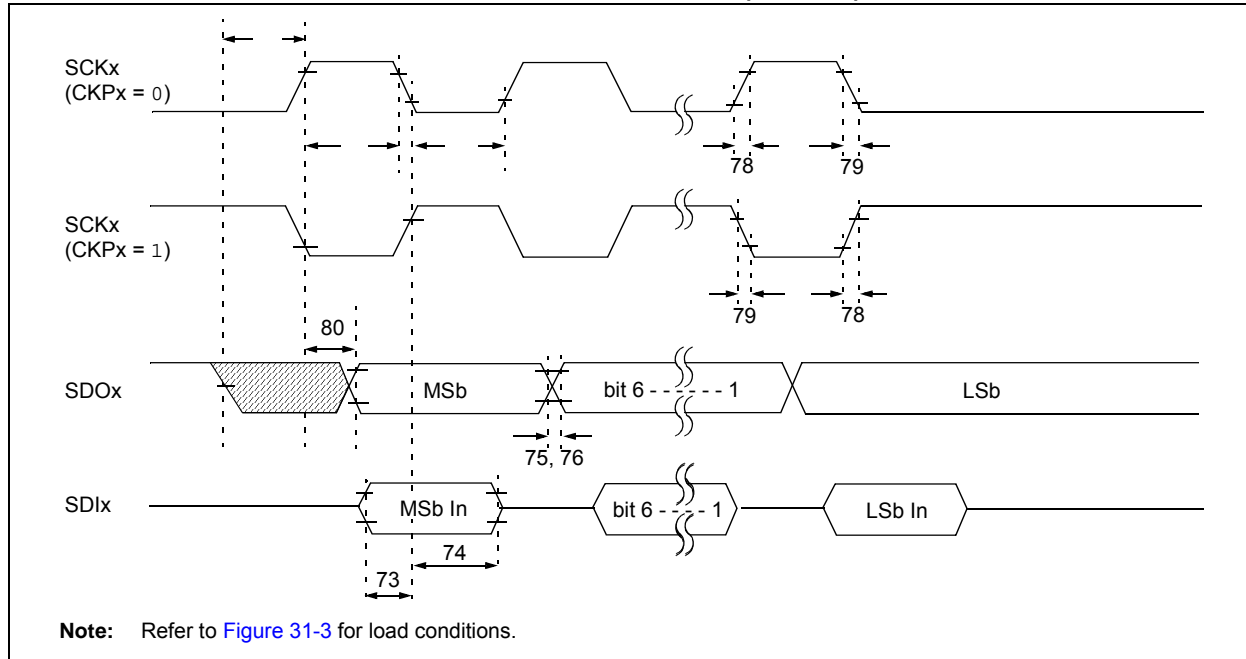 SCKx
(CKPx = 0)
78
79
SCKx
(CKPx = 1)
79
78
80
SDOx
MSb
bit 6 - - - - - - 1
LSb
75, 76
SDIx
MSb In
bit 6 - - - - - 1
LSb In
74
73
Note: Refer to Figure 31-3 for load conditions.